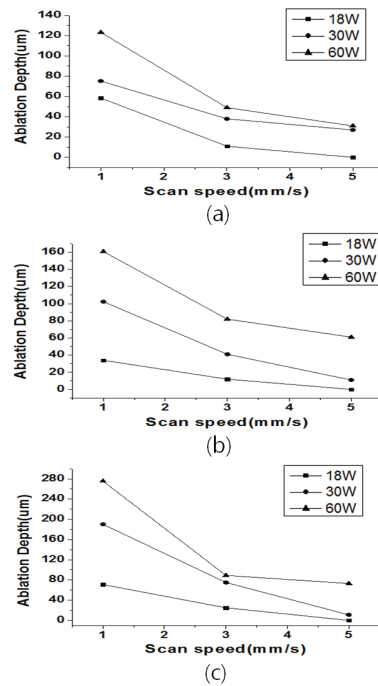 140
120
100
80
60
40
20
0
Ablation Depth(um)
18W
30W
60W
1 2 3 4 5
Scan speed(mm/s)
(a)
160
140
120
100
80
60
40
20
0
Ablation Depth(um)
18W
30W
60W
1 2 3 4 5
Scan speed(mm/s)
(b)
280
240
200
160
120
80
40
0
Ablation Depth(um)
18W
30W
60W
1 2 3 4 5
Scan speed(mm/s)
(c)